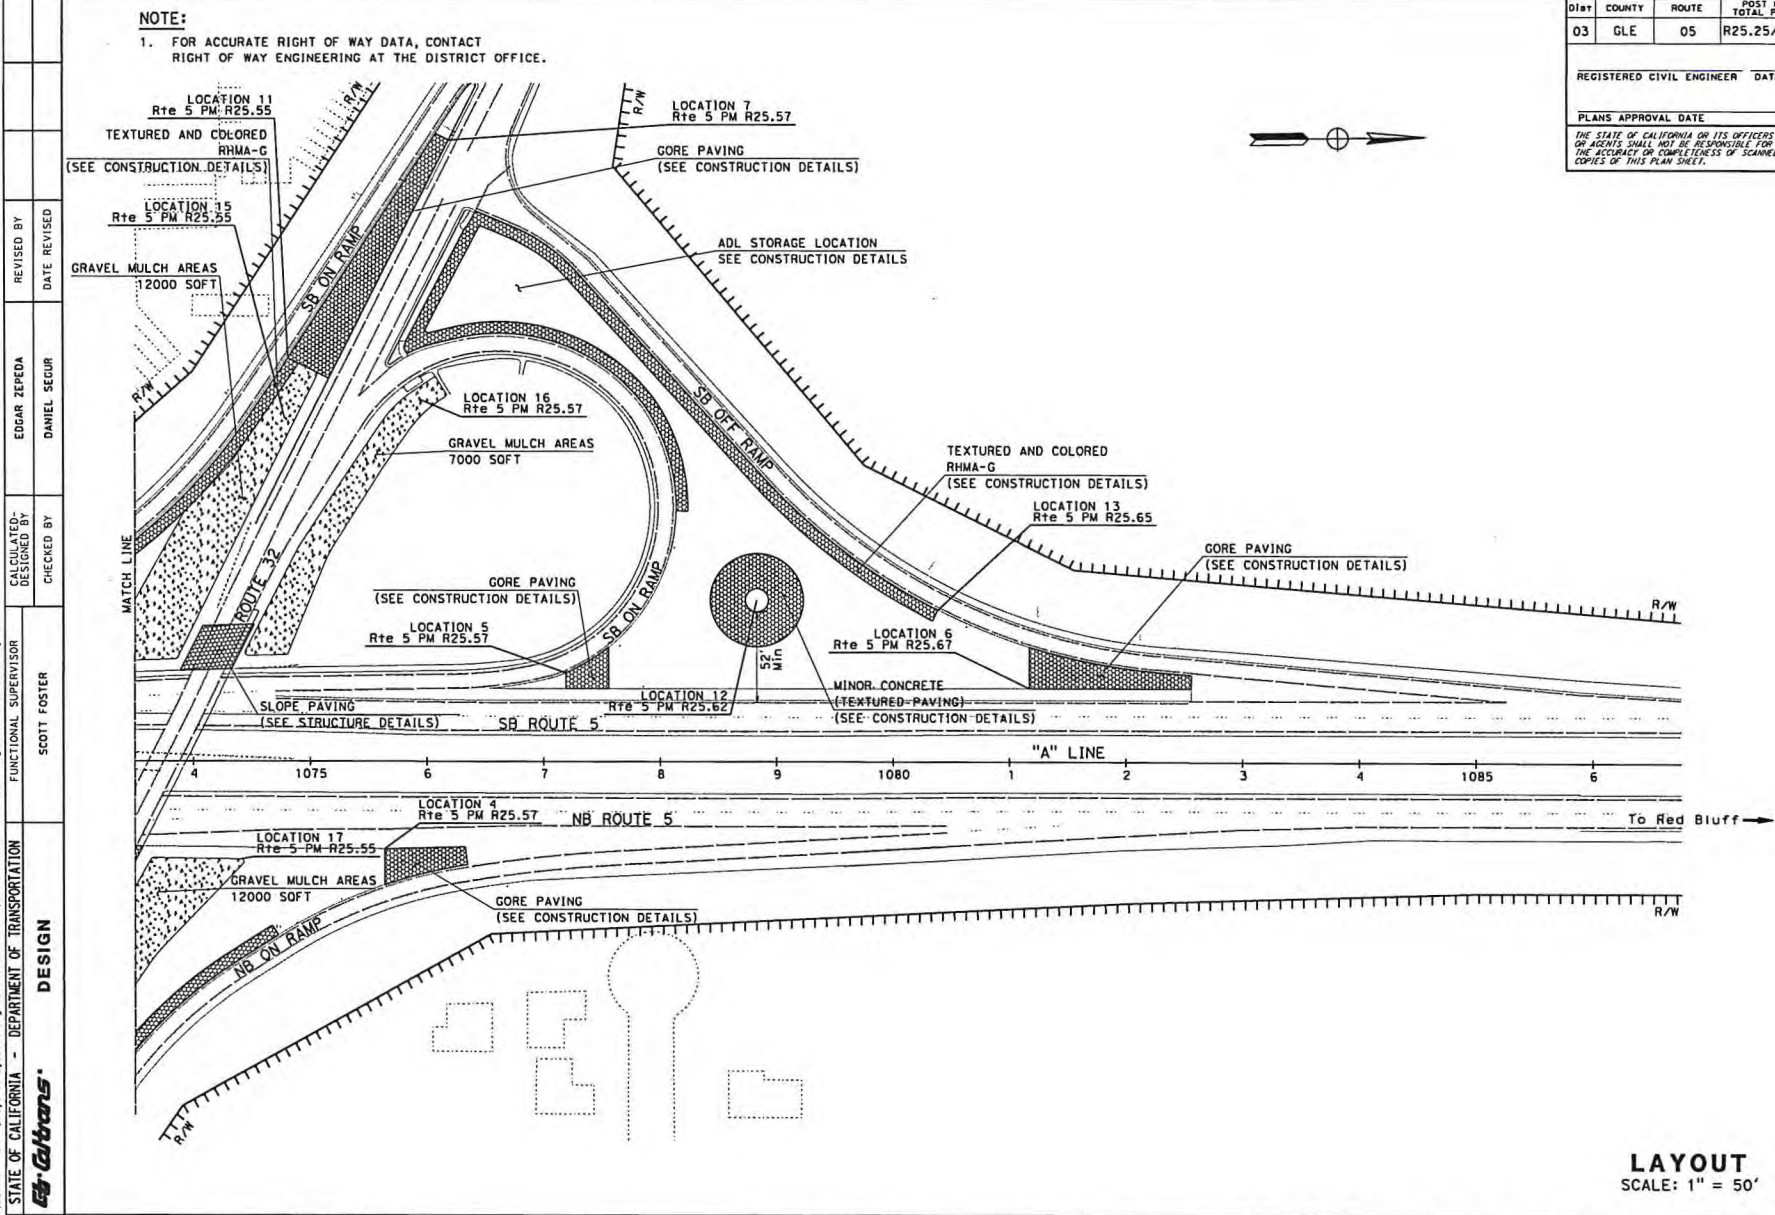 NOTE:
1. FOR ACCURATE RIGHT OF WAY DATA, CONTACT
RIGHT OF WAY ENGINEERING AT THE DISTRICT OFFICE.
Dist COUNTY ROUTE POST
TOTAL P
03 GLE 05 R25.25/
REGISTERED CIVIL ENGINEER DAT
PLANS APPROVAL DATE
THE STATE OF CALIFORNIA OR ITS OFFICERS
OR AGENTS SHALL NOT BE RESPONSIBLE FOR
THE ACCURACY OR COMPLETENESS OF SCANNE
COPIES OF THIS PLAN SHEET.
LOCATION 11
Rte 5 PM R25.55
TEXTURED AND COLORED
RHMA-G
(SEE CONSTRUCTION DETAILS)
LOCATION 15
Rte 5 PM R25.55
GRAVEL MULCH AREAS
12000 SQFT
R/W
R/W
R/W
LOCATION 7
Rte 5 PM R25.57
GORE PAVING
(SEE CONSTRUCTION DETAILS)
ADL STORAGE LOCATION
SEE CONSTRUCTION DETAILS
SB ON RAMP
LOCATION 16
Rte 5 PM R25.57
GRAVEL MULCH AREAS
7000 SQFT
SB OFF RAMP
TEXTURED AND COLORED
RHMA-G
(SEE CONSTRUCTION DETAILS)
LOCATION 13
Rte 5 PM R25.65
GORE PAVING
(SEE CONSTRUCTION DETAILS)
MATCH LINE
ROUTE 32
GORE PAVING
(SEE CONSTRUCTION DETAILS)
SB ON RAMP
LOCATION 5
Rte 5 PM R25.57
LOCATION 6
Rte 5 PM R25.67
52'
Min
R/W
LOCATION 12
Rte 5 PM R25.62
MINOR CONCRETE
(TEXTURED PAVING)
(SEE CONSTRUCTION DETAILS)
SLOPE PAVING
(SEE STRUCTURE DETAILS)
SB ROUTE 5
"A" LINE
4 1075 6 7 8 9 1080 1 2 3 4 1085 6
LOCATION 4
Rte 5 PM R25.57
NB ROUTE 5
To Red Bluff
LOCATION 17
Rte 5 PM R25.55
GRAVEL MULCH AREAS
12000 SQFT
GORE PAVING
(SEE CONSTRUCTION DETAILS)
NB ON RAMP
R/W
R/W
LAYOUT
SCALE: 1" = 50'
REVISED BY
DATE REVISED
EDGAR ZEPEDA
DANIEL SEGUR
CALCULATED-
DESIGNED BY
CHECKED BY
FUNCTIONAL SUPERVISOR
SCOTT FOSTER
STATE OF CALIFORNIA - DEPARTMENT OF TRANSPORTATION
Caltrans DESIGN